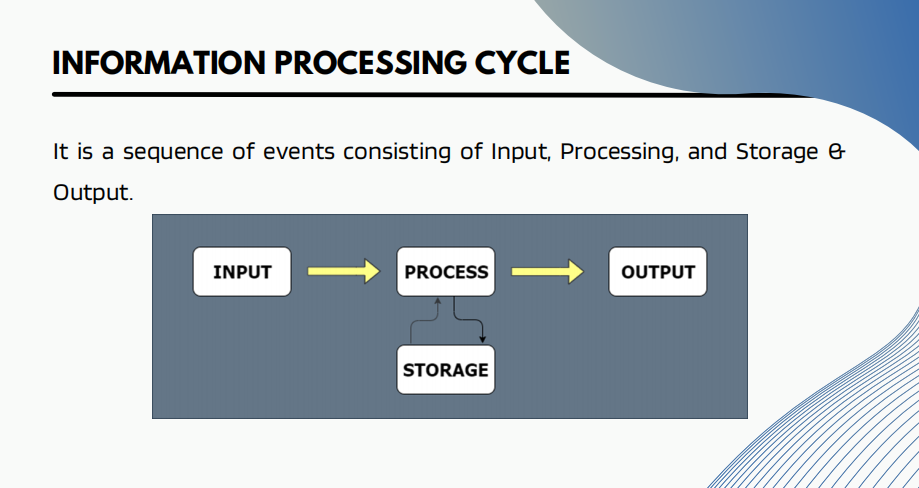 INFORMATION PROCESSING CYCLE
It is a sequence of events consisting of Input, Processing, and Storage &
Output.
INPUT
PROCESS
OUTPUT
STORAGE